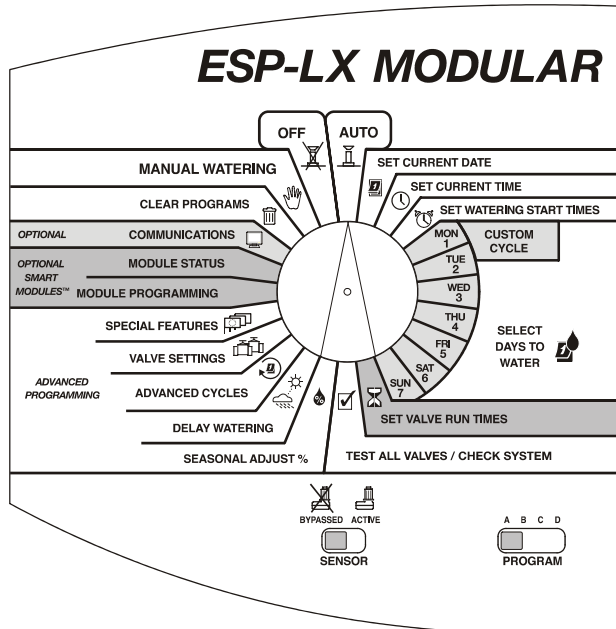 ESP-LX MODULAR
OFF
AUTO
MANUAL WATERING
CLEAR PROGRAMS
OPTIONAL
COMMUNICATIONS
OPTIONAL
SMART
MODULES™
MODULE STATUS
MODULE PROGRAMMING
SPECIAL FEATURES
VALVE SETTINGS
ADVANCED
PROGRAMMING
ADVANCED CYCLES
DELAY WATERING
SEASONAL ADJUST %
SET CURRENT DATE
SET CURRENT TIME
SET WATERING START TIMES
CUSTOM
CYCLE
MON
1
TUE
2
WED
3
THU
4
FRI
5
SAT
6
SUN
7
SELECT
DAYS TO
WATER
SET VALVE RUN TIMES
TEST ALL VALVES / CHECK SYSTEM
%
BYPASSED ACTIVE
SENSOR
A B C D
PROGRAM